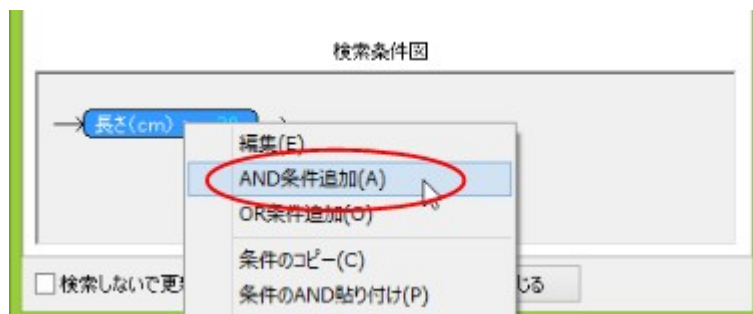 検索条件図
長さ(cm)
編集(E)
AND条件追加(A)
OR条件追加(O)
条件のコピー(C)
検索しないで更
じる
条件のAND貼り付け(P)